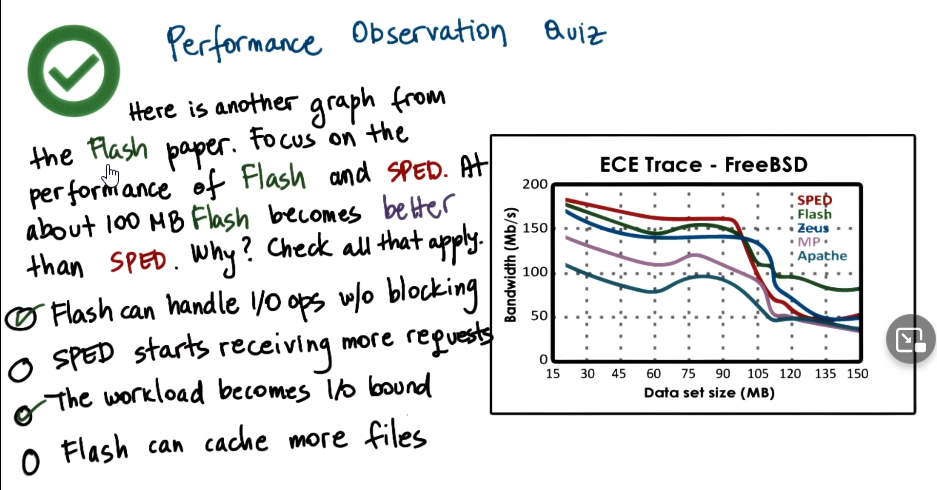 Performance Observation Quiz
Here is another graph from
the Flash paper. Focus on the
performance of Flash and SPED. At
about 100 MB Flash becomes better
than SPED. Why? Check all that apply.
Flash can handle I/O ops w/o blocking
SPED starts receiving more requests
The workload becomes I/O bound
Flash can cache more files
ECE Trace - FreeBSD
Bandwidth (Mb/s)
200
150
100
50
0
SPED
Flash
Zeus
MP
Apache
15 30 45 60 75 90 105 120 135 150
Data set size (MB)